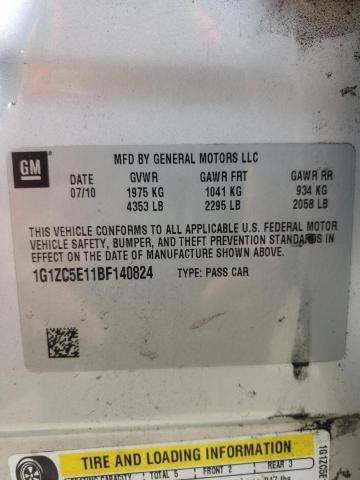 GM
MFD BY GENERAL MOTORS LLC
DATE GVWR GAWR FRT GAWR RR
07/10 1975 KG 1041 KG 934 KG
4353 LB 2295 LB 2058 LB
THIS VEHICLE CONFORMS TO ALL APPLICABLE U.S. FEDERAL MOTOR
VEHICLE SAFETY, BUMPER, AND THEFT PREVENTION STANDARDS IN
EFFECT ON THE DATE OF MANUFACTURE SHOWN ABOVE.
1G1ZC5E11BF140824 TYPE: PASS CAR
TIRE AND LOADING INFORMATION
SEATING CAPACITY TOTAL 5 FRONT 2 REAR 3
1G1ZC5E